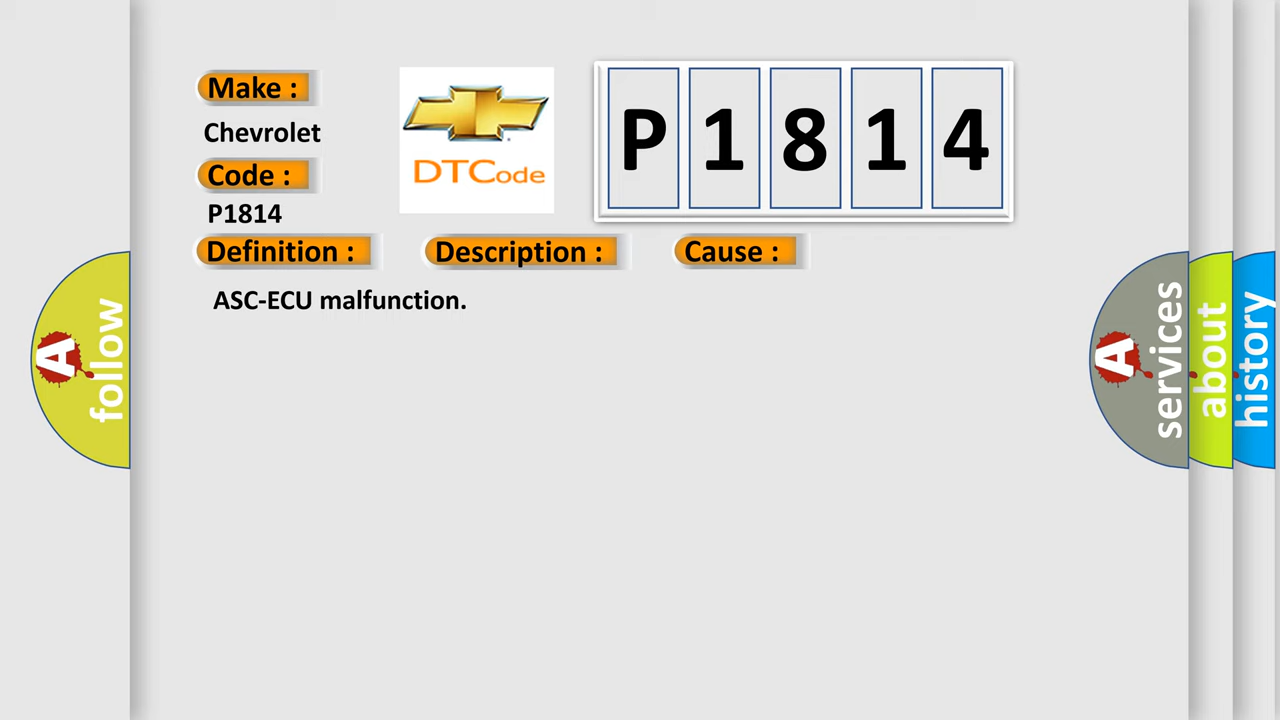 Make :
Chevrolet
Code :
P1814
DTCode
P 1 8 1 4
Definition : Description : Cause :
ASC-ECU malfunction.
A follow
A services
about
history